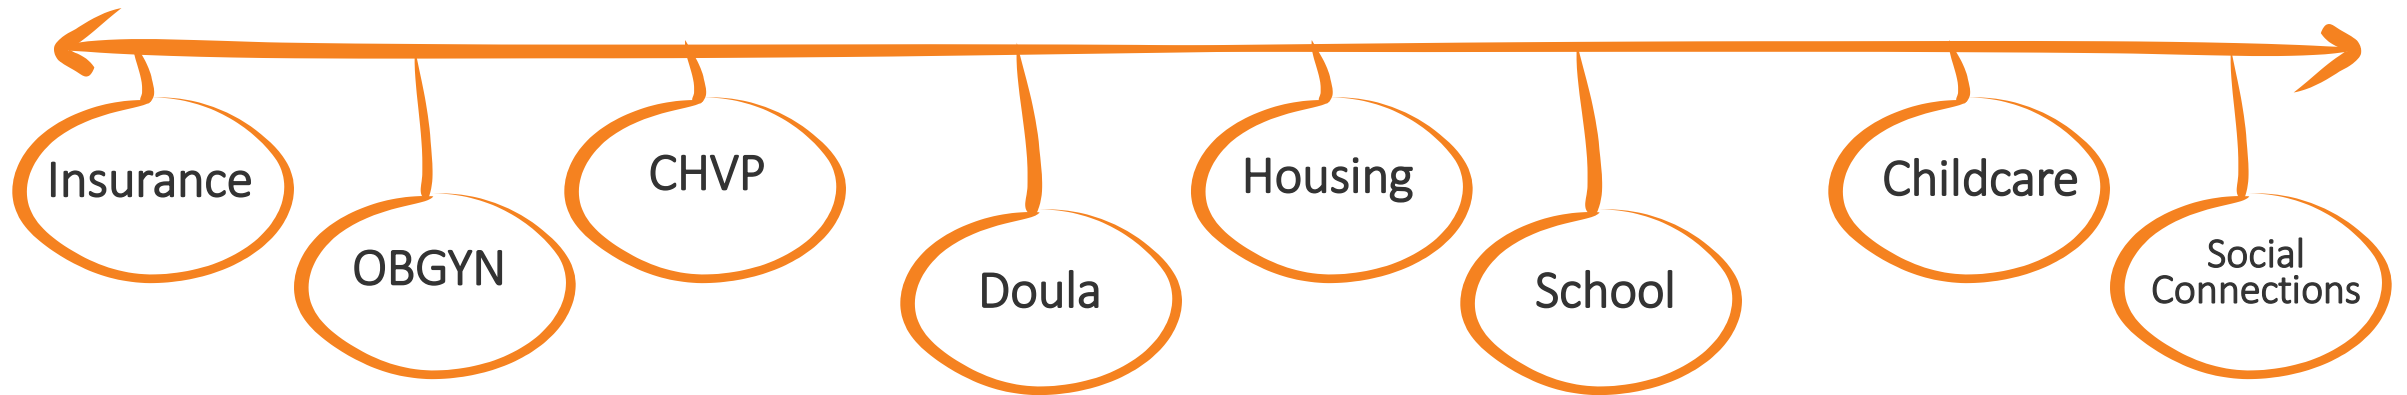 Insurance
OBGYN
CHVP
Doula
Housing
School
Childcare
Social
Connections